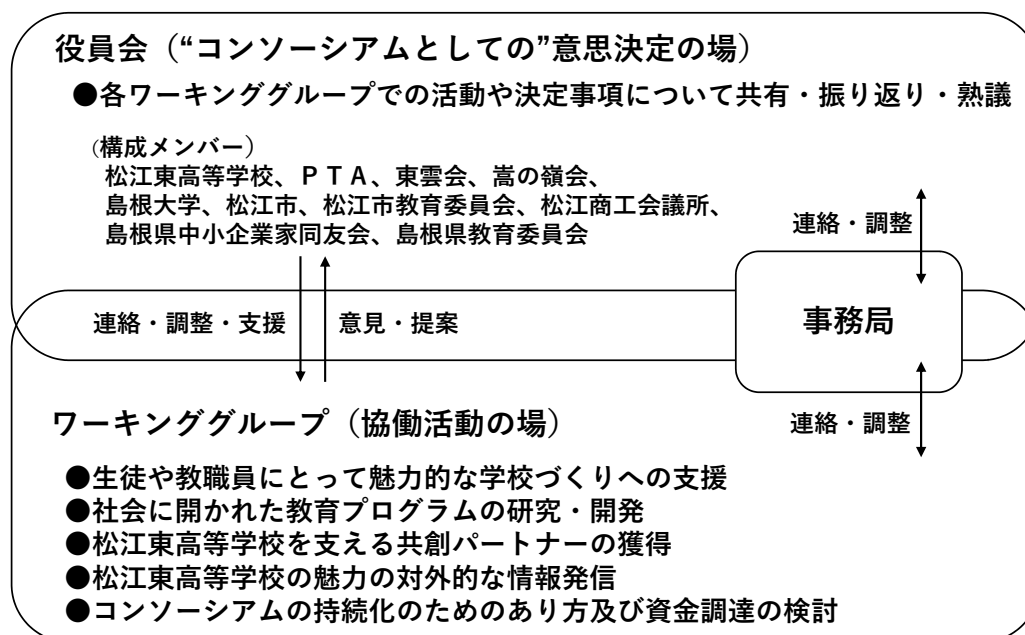 役員会（“コンソーシアムとしての”意思決定の場）
●各ワーキンググループでの活動や決定事項について共有・振り返り・熟議
（構成メンバー）
松江東高等学校、ＰＴＡ、東雲会、嵩の嶺会、
島根大学、松江市、松江市教育委員会、松江商工会議所、
島根県中小企業家同友会、島根県教育委員会
連絡・調整
連絡・調整・支援
意見・提案
事務局
連絡・調整
ワーキンググループ（協働活動の場）
●生徒や教職員にとって魅力的な学校づくりへの支援
●社会に開かれた教育プログラムの研究・開発
●松江東高等学校を支える共創パートナーの獲得
●松江東高等学校の魅力の対外的な情報発信
●コンソーシアムの持続化のためのあり方及び資金調達の検討